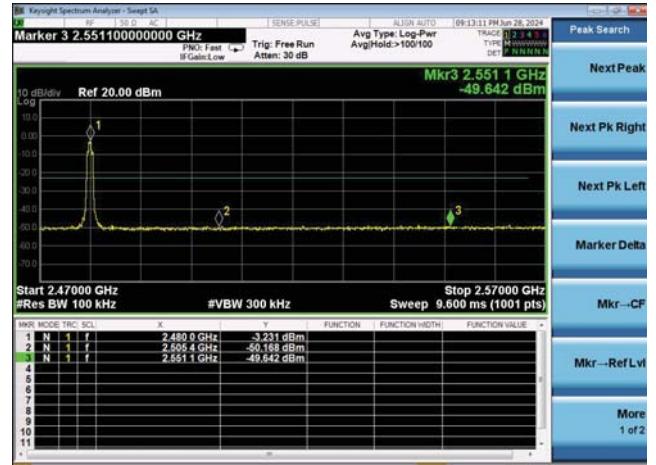 Keysight Spectrum Analyzer - Swept SA
RF 50 Ω AC SENSE:PULSE ALIGN AUTO 09:13:11 PM Jun 28, 2024
Marker 3 2.551100000000 GHz
PNO: Fast Trig: Free Run Avg Type: Log-Pwr TRACE 1 2 3 4 5 6
IFGain:Low Atten: 30 dB Avg|Hold:>100/100 TYPE M
DET P N N N N N
Peak Search
Mkr3 2.551 1 GHz
10 dB/div Ref 20.00 dBm -49.642 dBm
Log
10.0
0.00
-10.0
-20.0
-30.0
-40.0
-50.0
-60.0
-70.0
1
2
3
Start 2.47000 GHz Stop 2.57000 GHz
#Res BW 100 kHz #VBW 300 kHz Sweep 9.600 ms (1001 pts)
MKR MODE TRC SCL X Y FUNCTION FUNCTION WIDTH FUNCTION VALUE
1 N 1 f 2.480 0 GHz -3.231 dBm
2 N 1 f 2.505 4 GHz -50.168 dBm
3 N 1 f 2.551 1 GHz -49.642 dBm
4
5
6
7
8
9
10
11
Next Peak
Next Pk Right
Next Pk Left
Marker Delta
Mkr→CF
Mkr→Ref Lvl
More
1 of 2